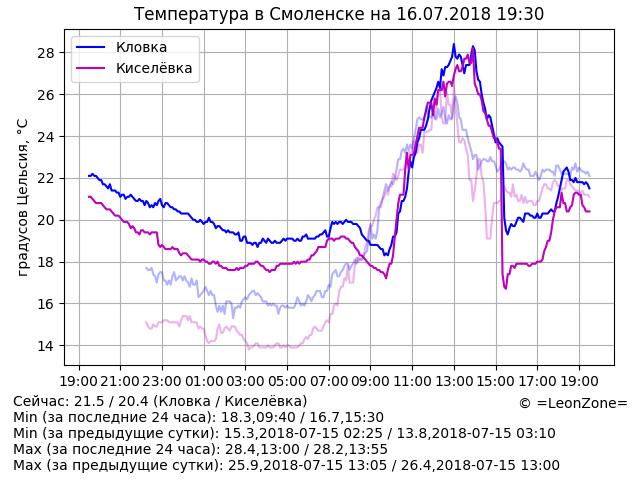 Температура в Смоленске на 16.07.2018 19:30
Кловка
Киселёвка
градусов Цельсия, °C
28
26
24
22
20
18
16
14
19:00 21:00 23:00 01:00 03:00 05:00 07:00 09:00 11:00 13:00 15:00 17:00 19:00
Сейчас: 21.5 / 20.4 (Кловка / Киселёвка)
© =LeonZone=
Min (за последние 24 часа): 18.3,09:40 / 16.7,15:30
Min (за предыдущие сутки): 15.3,2018-07-15 02:25 / 13.8,2018-07-15 03:10
Max (за последние 24 часа): 28.4,13:00 / 28.2,13:55
Max (за предыдущие сутки): 25.9,2018-07-15 13:05 / 26.4,2018-07-15 13:00